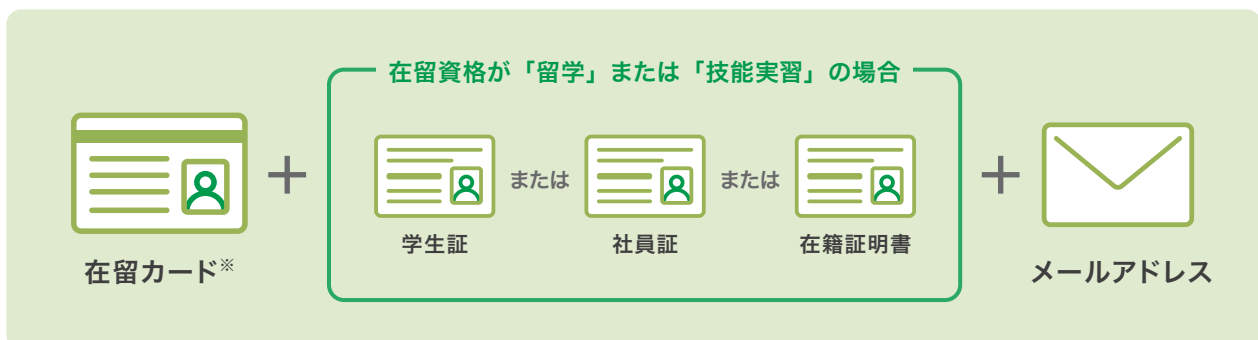 在留資格が「留学」または「技能実習」の場合
在留カード※
+
学生証
または
社員証
または
在籍証明書
+
メールアドレス